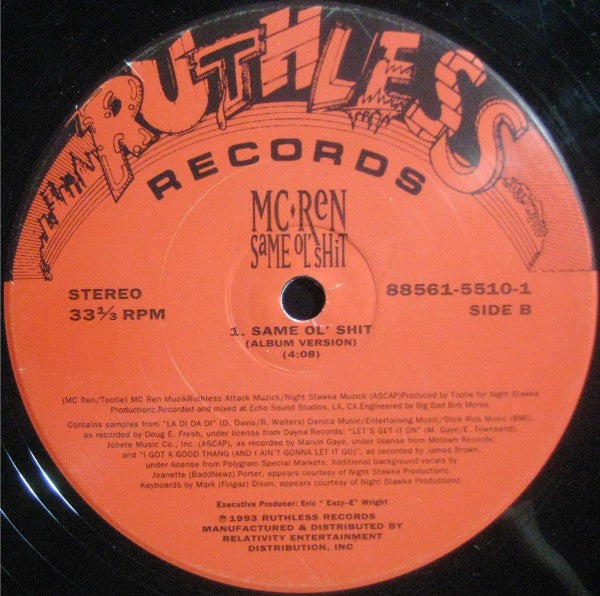 RUTHLESS
RECORDS
MC·ReN
SaMe OL' sHiT
STEREO
33⅓ RPM
88561-5510-1
SIDE B
1. SAME OL' SHIT
(ALBUM VERSION)
(4:08)
(MC Ren/Tootie) MC Ren MuzikRuthless Attack Muzick/Night Stawka Muzick (ASCAP)Produced by Tootie for Night Stawka
Productionz.Recorded and mixed at Echo Sound Studios, LA, CA.Engineered by Big Bad Bob Morse.
Contains samples from "LA DI DA DI" (D. Davis/R. Walters) Danica Music/Entertaining Music/Slick Rick Music (BMI),
as recorded by Doug E. Fresh, under license from Dayna Records; "LET'S GET IT ON" (M. Gaye/E. Townsend),
Jobete Music Co., Inc. (ASCAP), as recorded by Marvin Gaye, under license from Motown Records;
and "I GOT A GOOD THANG (AND I AIN'T GONNA LET IT GO)", as recorded by James Brown,
under license from Polygram Special Markets. Additional background vocals by
Joanette (BaddNewz) Porter, appears courtesy of Night Stawka Productionz.
Keyboards by Mark (Fingaz) Dixon, appears courtesy of Night Stawka Productionz.
Executive Producer: Eric " Eazy–E" Wright
℗ 1993 RUTHLESS RECORDS
MANUFACTURED & DISTRIBUTED BY
RELATIVITY ENTERTAINMENT
DISTRIBUTION, INC